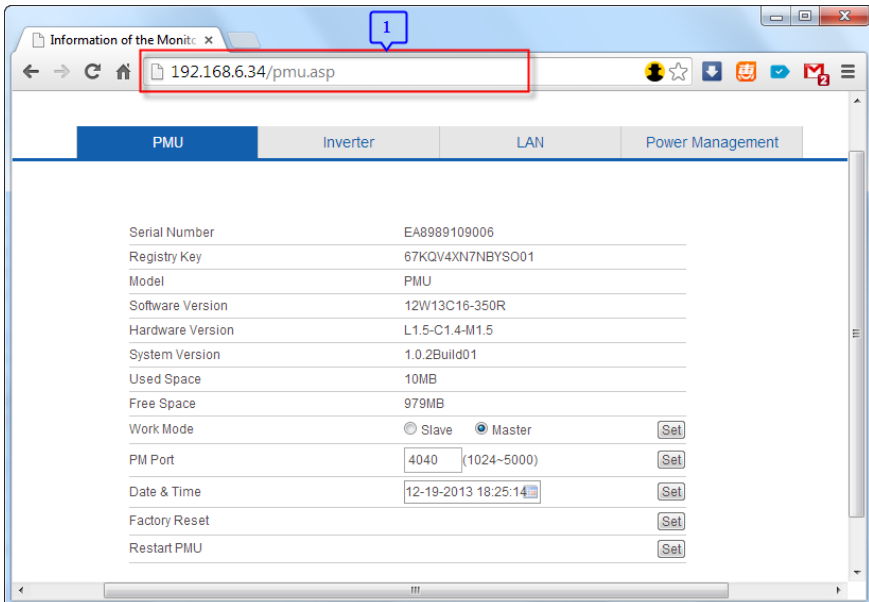 1
Information of the Monitc
192.168.6.34/pmu.asp
惠
2
PMU Inverter LAN Power Management
Serial Number EA8989109006
Registry Key 67KQV4XN7NBYSO01
Model PMU
Software Version 12W13C16-350R
Hardware Version L1.5-C1.4-M1.5
System Version 1.0.2Build01
Used Space 10MB
Free Space 979MB
Work Mode Slave Master Set
PM Port 4040 (1024~5000) Set
Date & Time 12-19-2013 18:25:14 Set
Factory Reset Set
Restart PMU Set